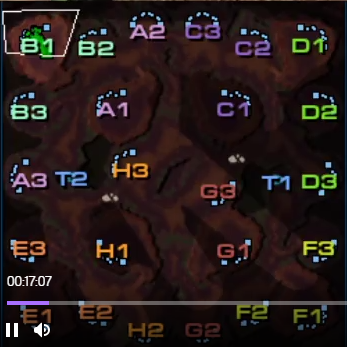 B1 B2 A2 C3 C2 D1
B3 A1 C1 D2
A3 T2 H3 G3 T1 D3
E3 H1 G1 F3
00:17:07
E1 E2 H2 G2 F2 F1